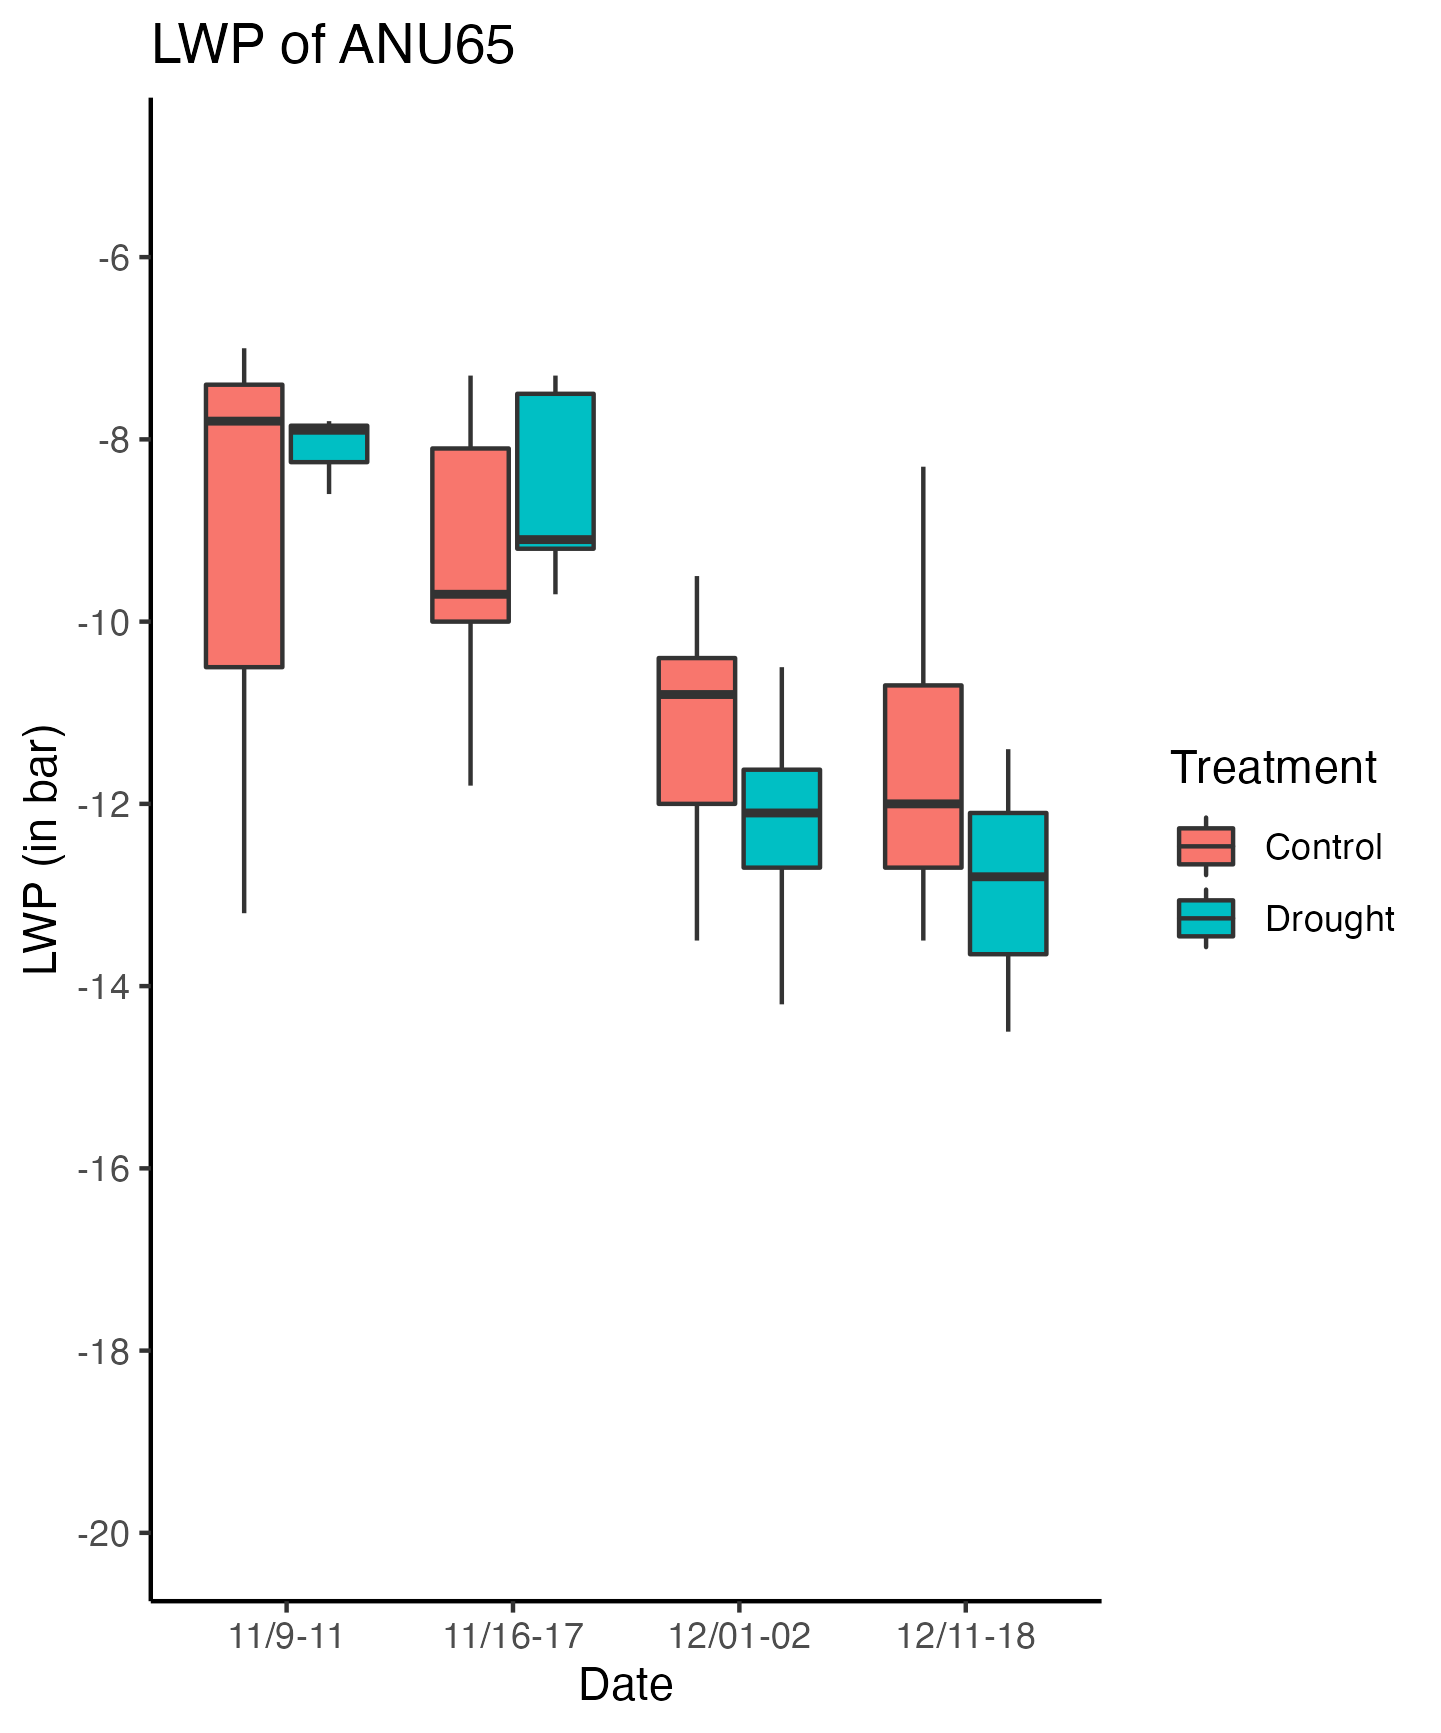 LWP of ANU65
LWP (in bar)
-6
-8
-10
-12
-14
-16
-18
-20
11/9-11
11/16-17
12/01-02
12/11-18
Date
Treatment
Control
Drought